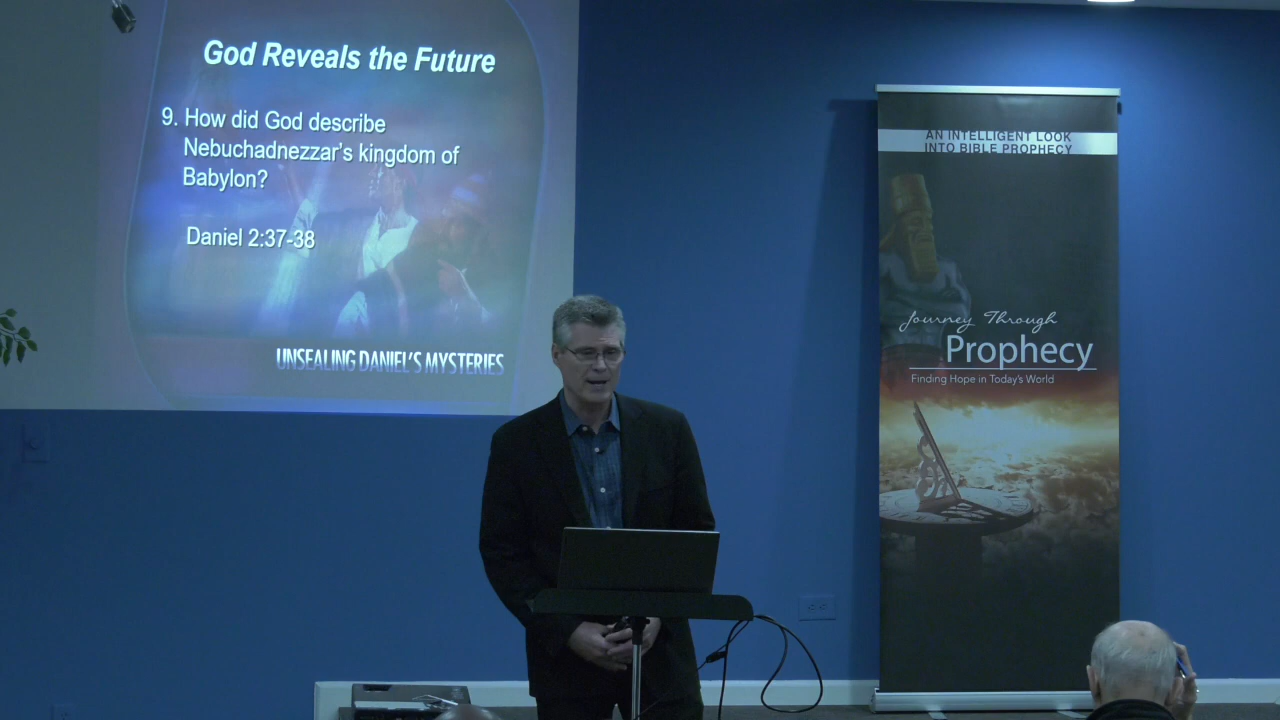 God Reveals the Future
9. How did God describe
Nebuchadnezzar's kingdom of
Babylon?
Daniel 2:37-38
UNSEALING DANIEL'S MYSTERIES
AN INTELLIGENT LOOK
INTO BIBLE PROPHECY
Journey Through
Prophecy
Finding Hope in Today's World